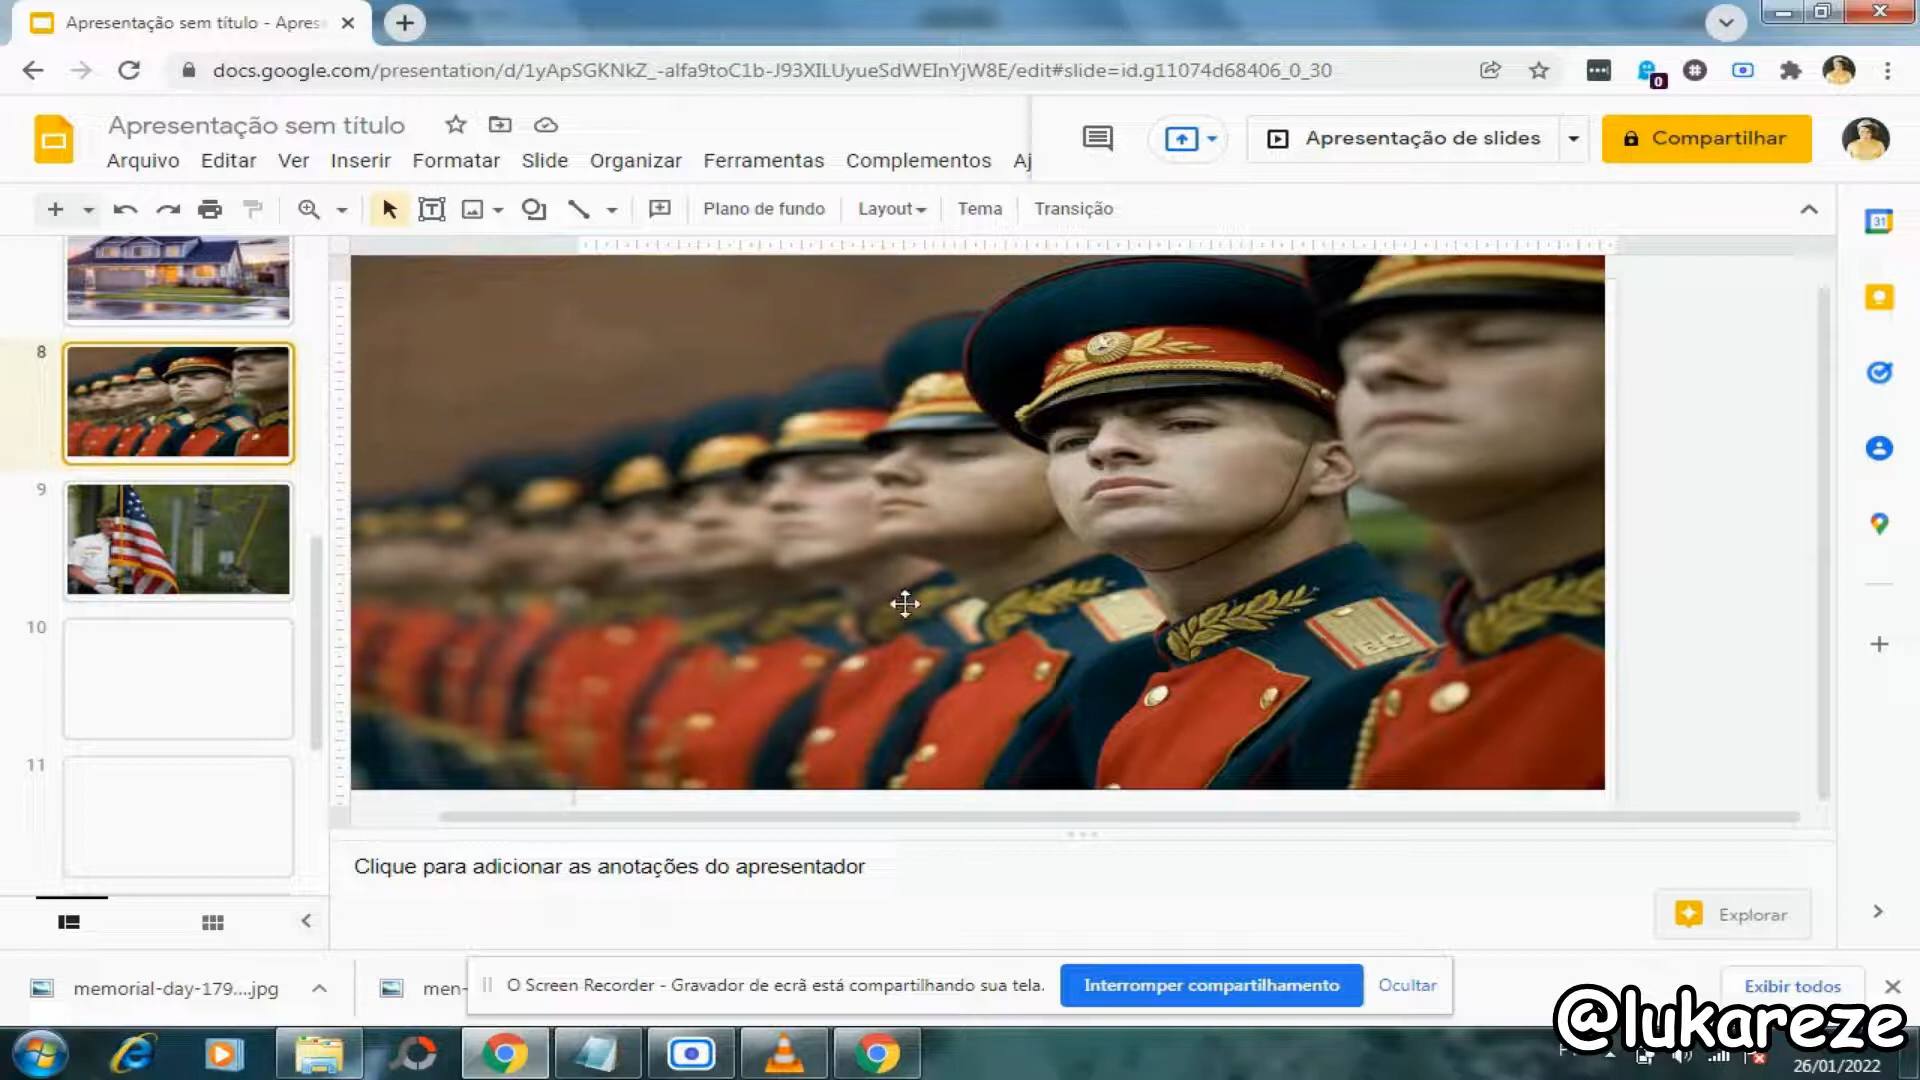 Apresentação sem título - Apres
docs.google.com/presentation/d/1yApSGKNkZ_-alfa9toC1b-J93XILUyueSdWEInYjW8E/edit#slide=id.g11074d68406_0_30
0
Apresentação sem título
Apresentação de slides
Compartilhar
Arquivo Editar Ver Inserir Formatar Slide Organizar Ferramentas Complementos Aj
Plano de fundo Layout Tema Transição
31
8
9
10
11
Clique para adicionar as anotações do apresentador
Explorar
memorial-day-179....jpg
men-
O Screen Recorder - Gravador de ecrã está compartilhando sua tela.
Interromper compartilhamento
Ocultar
Exibir todos
@lukareze
26/01/2022